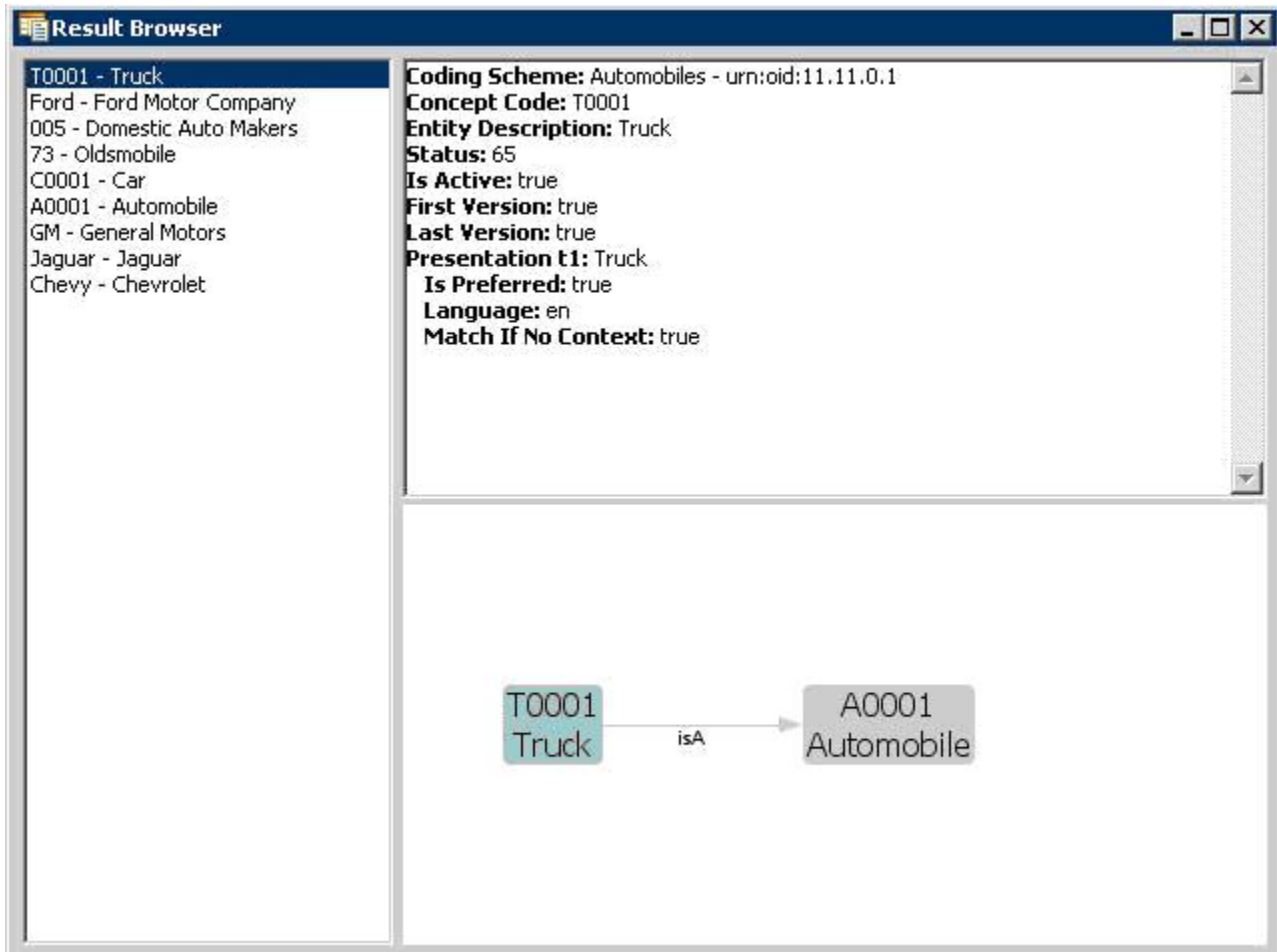 Result Browser
T0001 - Truck
Ford - Ford Motor Company
005 - Domestic Auto Makers
73 - Oldsmobile
C0001 - Car
A0001 - Automobile
GM - General Motors
Jaguar - Jaguar
Chevy - Chevrolet
Coding Scheme: Automobiles - urn:oid:11.11.0.1
Concept Code: T0001
Entity Description: Truck
Status: 65
Is Active: true
First Version: true
Last Version: true
Presentation t1: Truck
Is Preferred: true
Language: en
Match If No Context: true
T0001
Truck
isA
A0001
Automobile